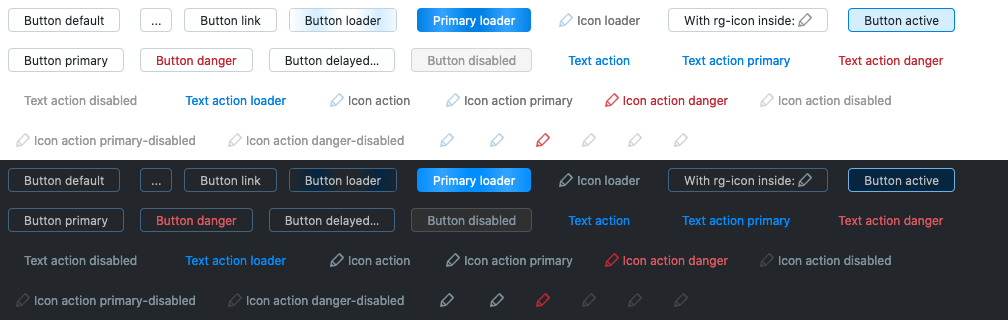 Button default ... Button link Button loader Primary loader Icon loader With rg-icon inside: Button active
Button primary Button danger Button delayed... Button disabled Text action Text action primary Text action danger
Text action disabled Text action loader Icon action Icon action primary Icon action danger Icon action disabled
Icon action primary-disabled Icon action danger-disabled
Button default ... Button link Button loader Primary loader Icon loader With rg-icon inside: Button active
Button primary Button danger Button delayed... Button disabled Text action Text action primary Text action danger
Text action disabled Text action loader Icon action Icon action primary Icon action danger Icon action disabled
Icon action primary-disabled Icon action danger-disabled